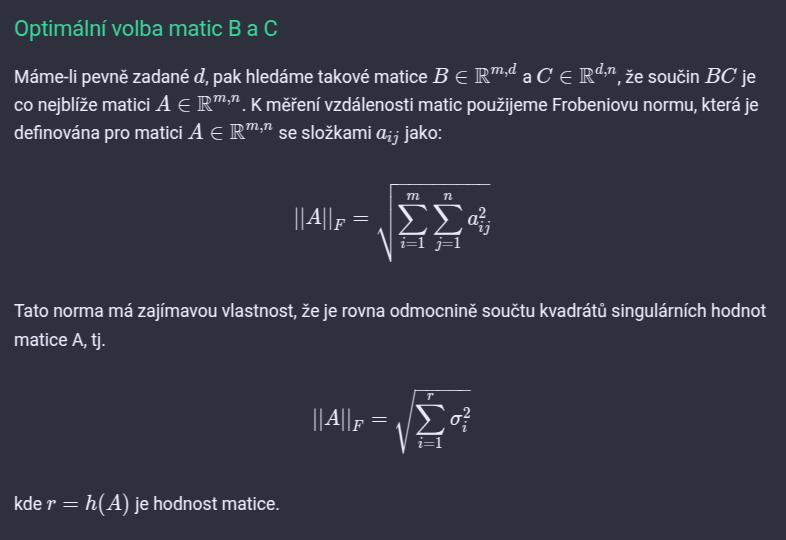 Optimální volba matic B a C
Máme-li pevně zadané $d$, pak hledáme takové matice $B \in \mathbb{R}^{m,d}$ a $C \in \mathbb{R}^{d,n}$, že součin $BC$ je
co nejblíže matici $A \in \mathbb{R}^{m,n}$. K měření vzdálenosti matic použijeme Frobeniovu normu, která je
definována pro matici $A \in \mathbb{R}^{m,n}$ se složkami $a_{ij}$ jako:
$||A||_F = \sqrt{\sum_{i=1}^{m} \sum_{j=1}^{n} a_{ij}^2}$
Tato norma má zajímavou vlastnost, že je rovna odmocnině součtu kvadrátů singulárních hodnot
matice A, tj.
$||A||_F = \sqrt{\sum_{i=1}^{r} \sigma_i^2}$
kde $r = h(A)$ je hodnost matice.